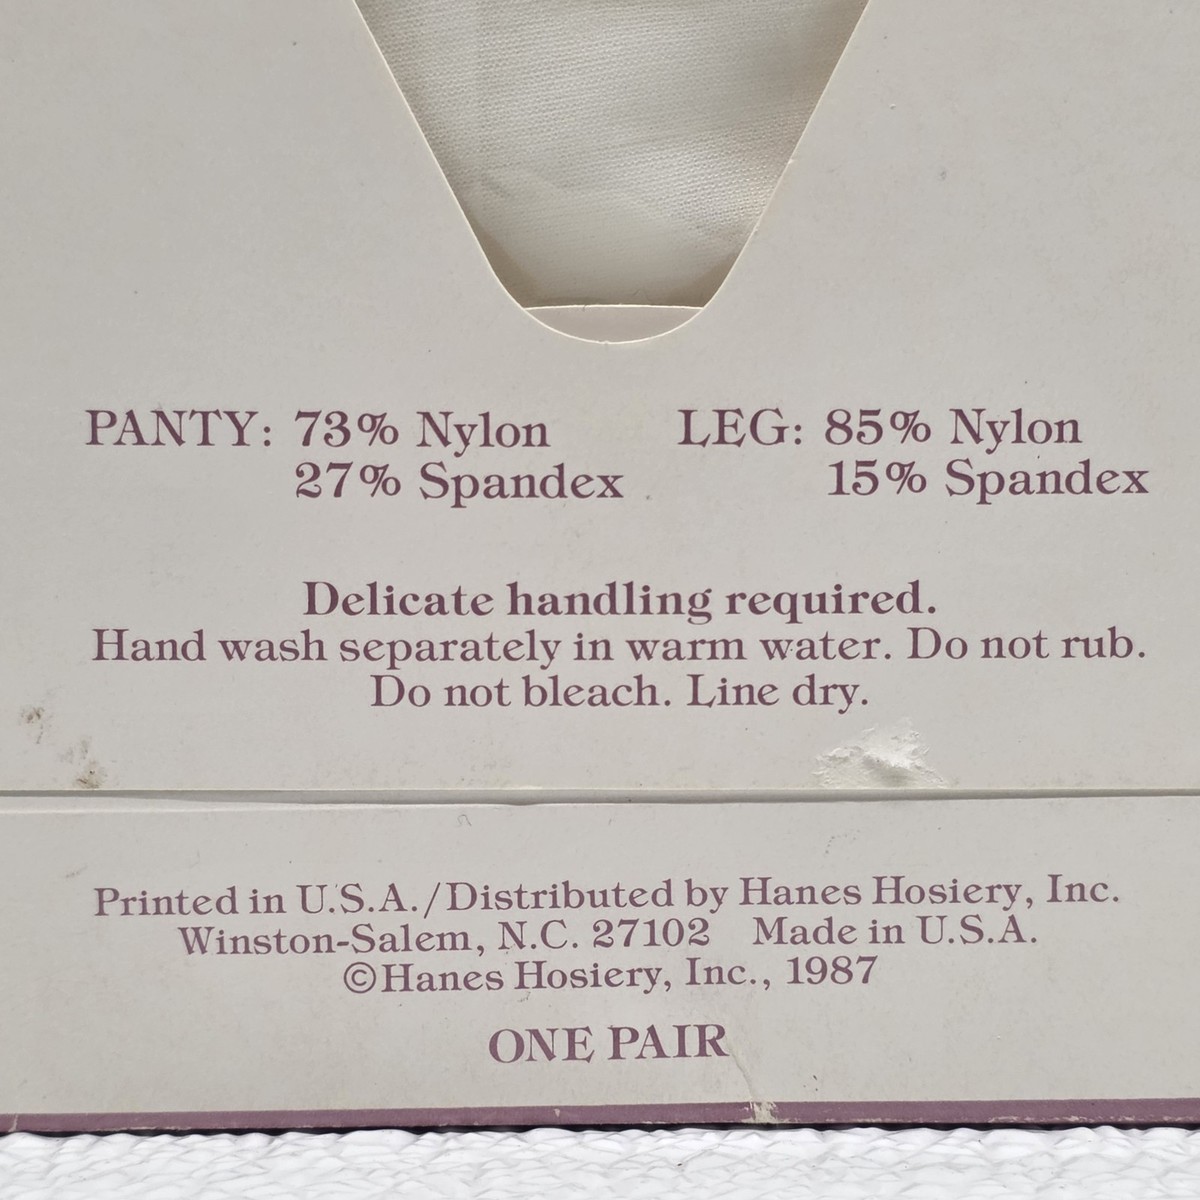 PANTY: 73% Nylon LEG: 85% Nylon
27% Spandex 15% Spandex
Delicate handling required.
Hand wash separately in warm water. Do not rub.
Do not bleach. Line dry.
Printed in U.S.A./Distributed by Hanes Hosiery, Inc.
Winston-Salem, N.C. 27102 Made in U.S.A.
©Hanes Hosiery, Inc., 1987
ONE PAIR